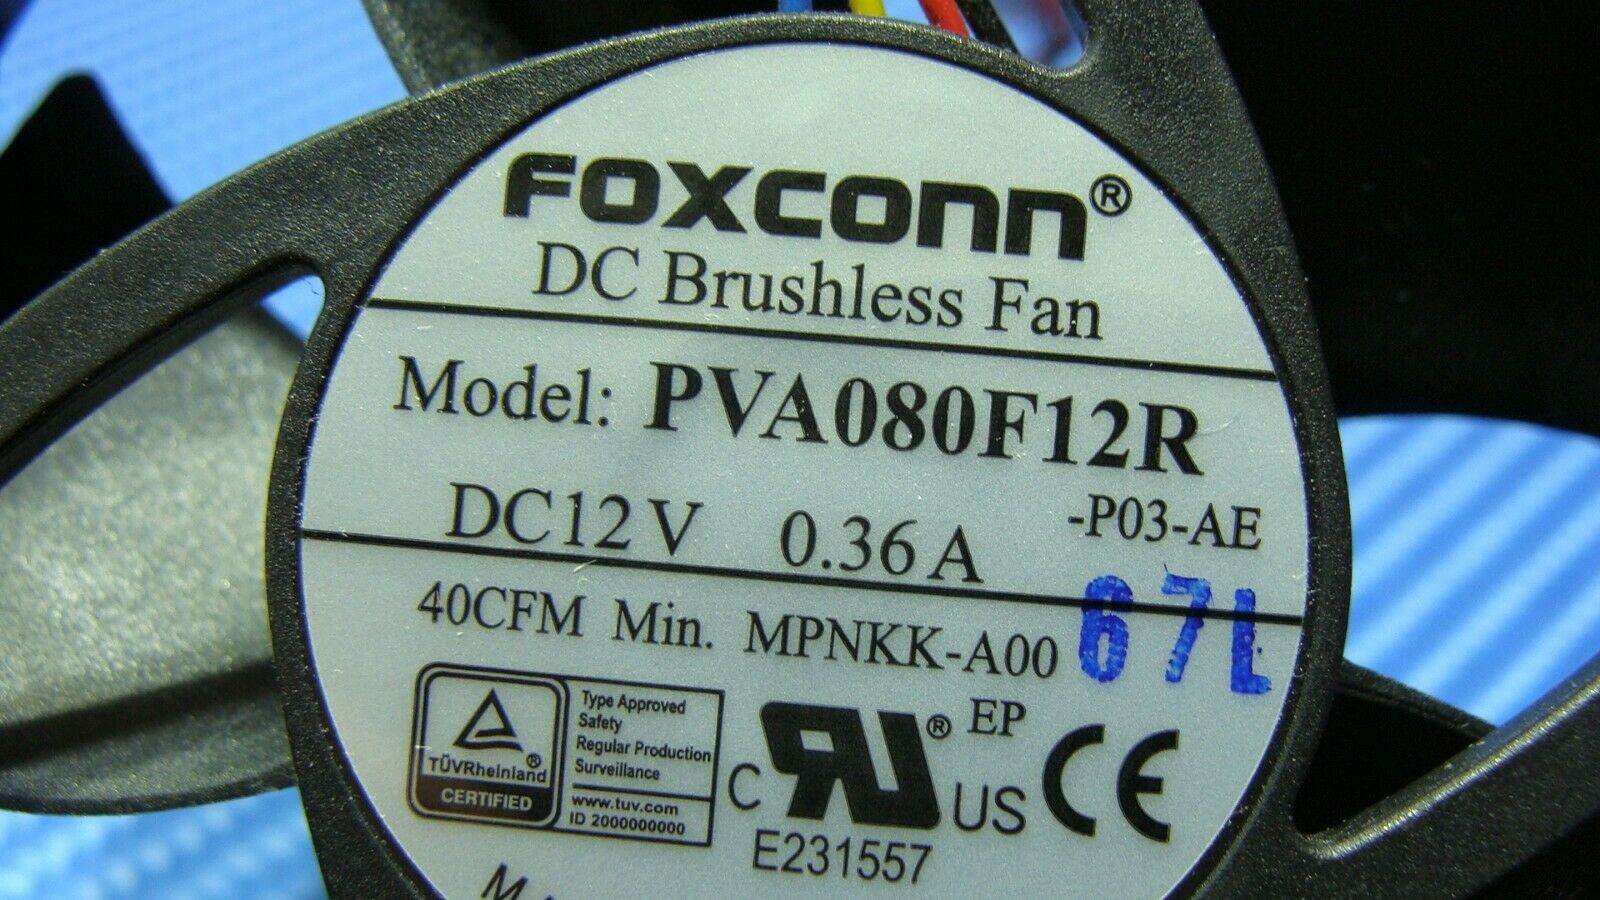 FOXCONN®
DC Brushless Fan
Model: PVA080F12R
-P03-AE
DC12V 0.36A
40CFM Min. MPNKK-A00
67L
EP
TÜVRheinland®
CERTIFIED
Type Approved
Safety
Regular Production
Surveillance
www.tuv.com
ID 2000000000
C RU® US CE
E231557